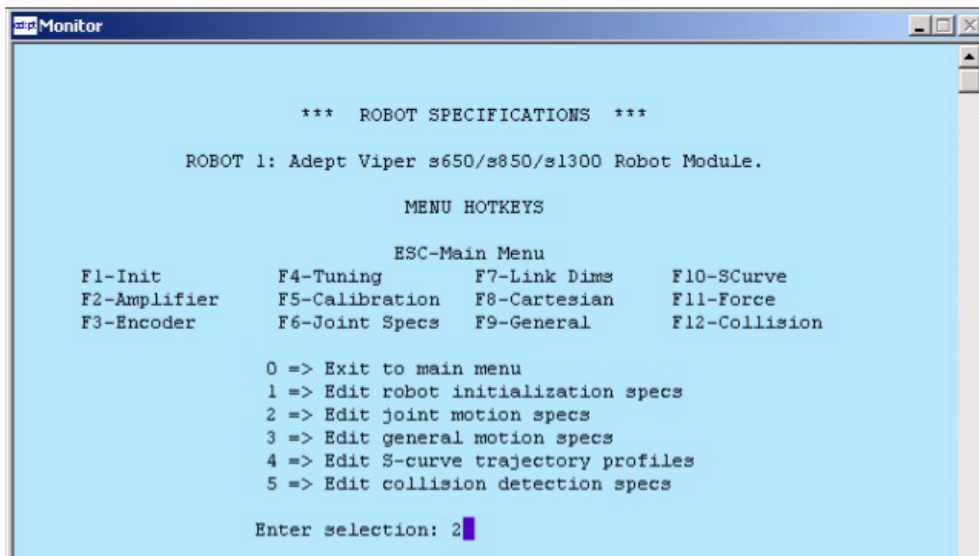 adept Monitor
*** ROBOT SPECIFICATIONS ***
ROBOT 1: Adept Viper s650/s850/s1300 Robot Module.
MENU HOTKEYS
ESC-Main Menu
F1-Init F4-Tuning F7-Link Dims F10-SCurve
F2-Amplifier F5-Calibration F8-Cartesian F11-Force
F3-Encoder F6-Joint Specs F9-General F12-Collision
0 => Exit to main menu
1 => Edit robot initialization specs
2 => Edit joint motion specs
3 => Edit general motion specs
4 => Edit S-curve trajectory profiles
5 => Edit collision detection specs
Enter selection: 2